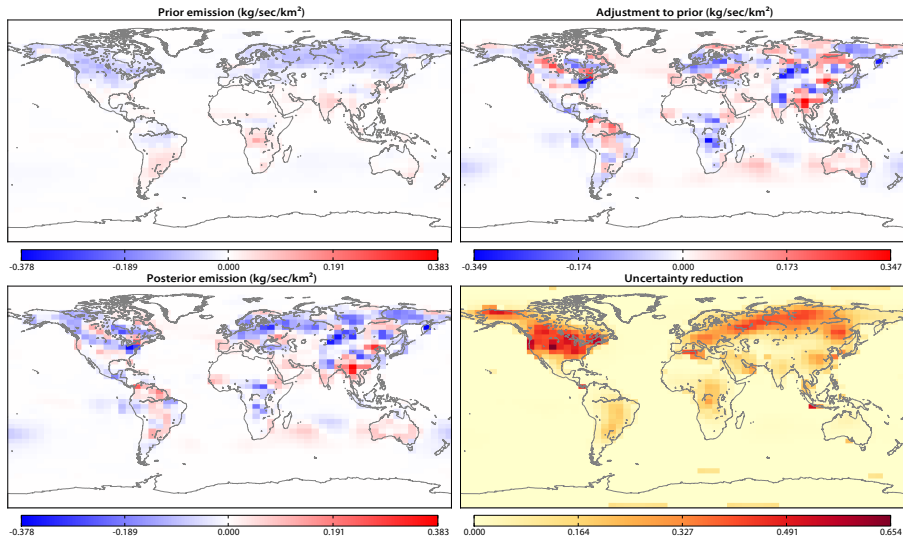 Prior emission (kg/sec/km²)
Adjustment to prior (kg/sec/km²)
-0.378 -0.189 0.000 0.191 0.383
-0.349 -0.174 0.000 0.173 0.347
Posterior emission (kg/sec/km²)
Uncertainty reduction
-0.378 -0.189 0.000 0.191 0.383
0.000 0.164 0.327 0.491 0.654